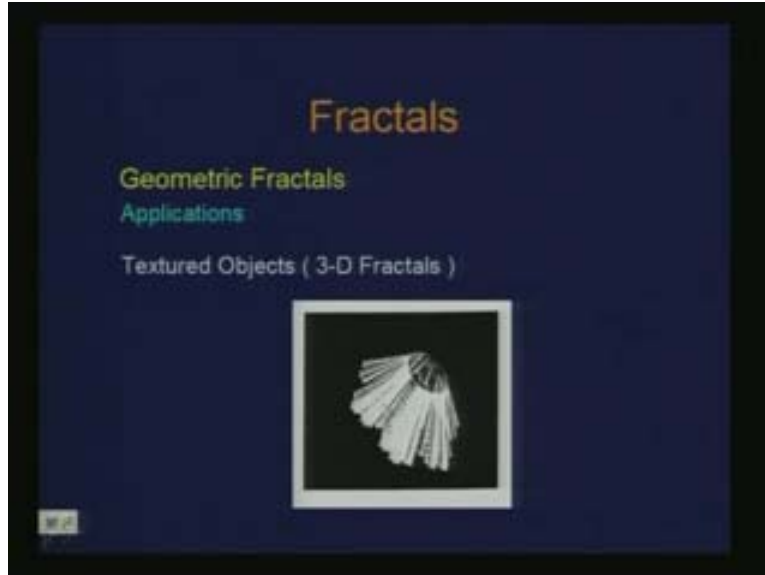 Fractals
Geometric Fractals
Applications
Textured Objects ( 3-D Fractals )